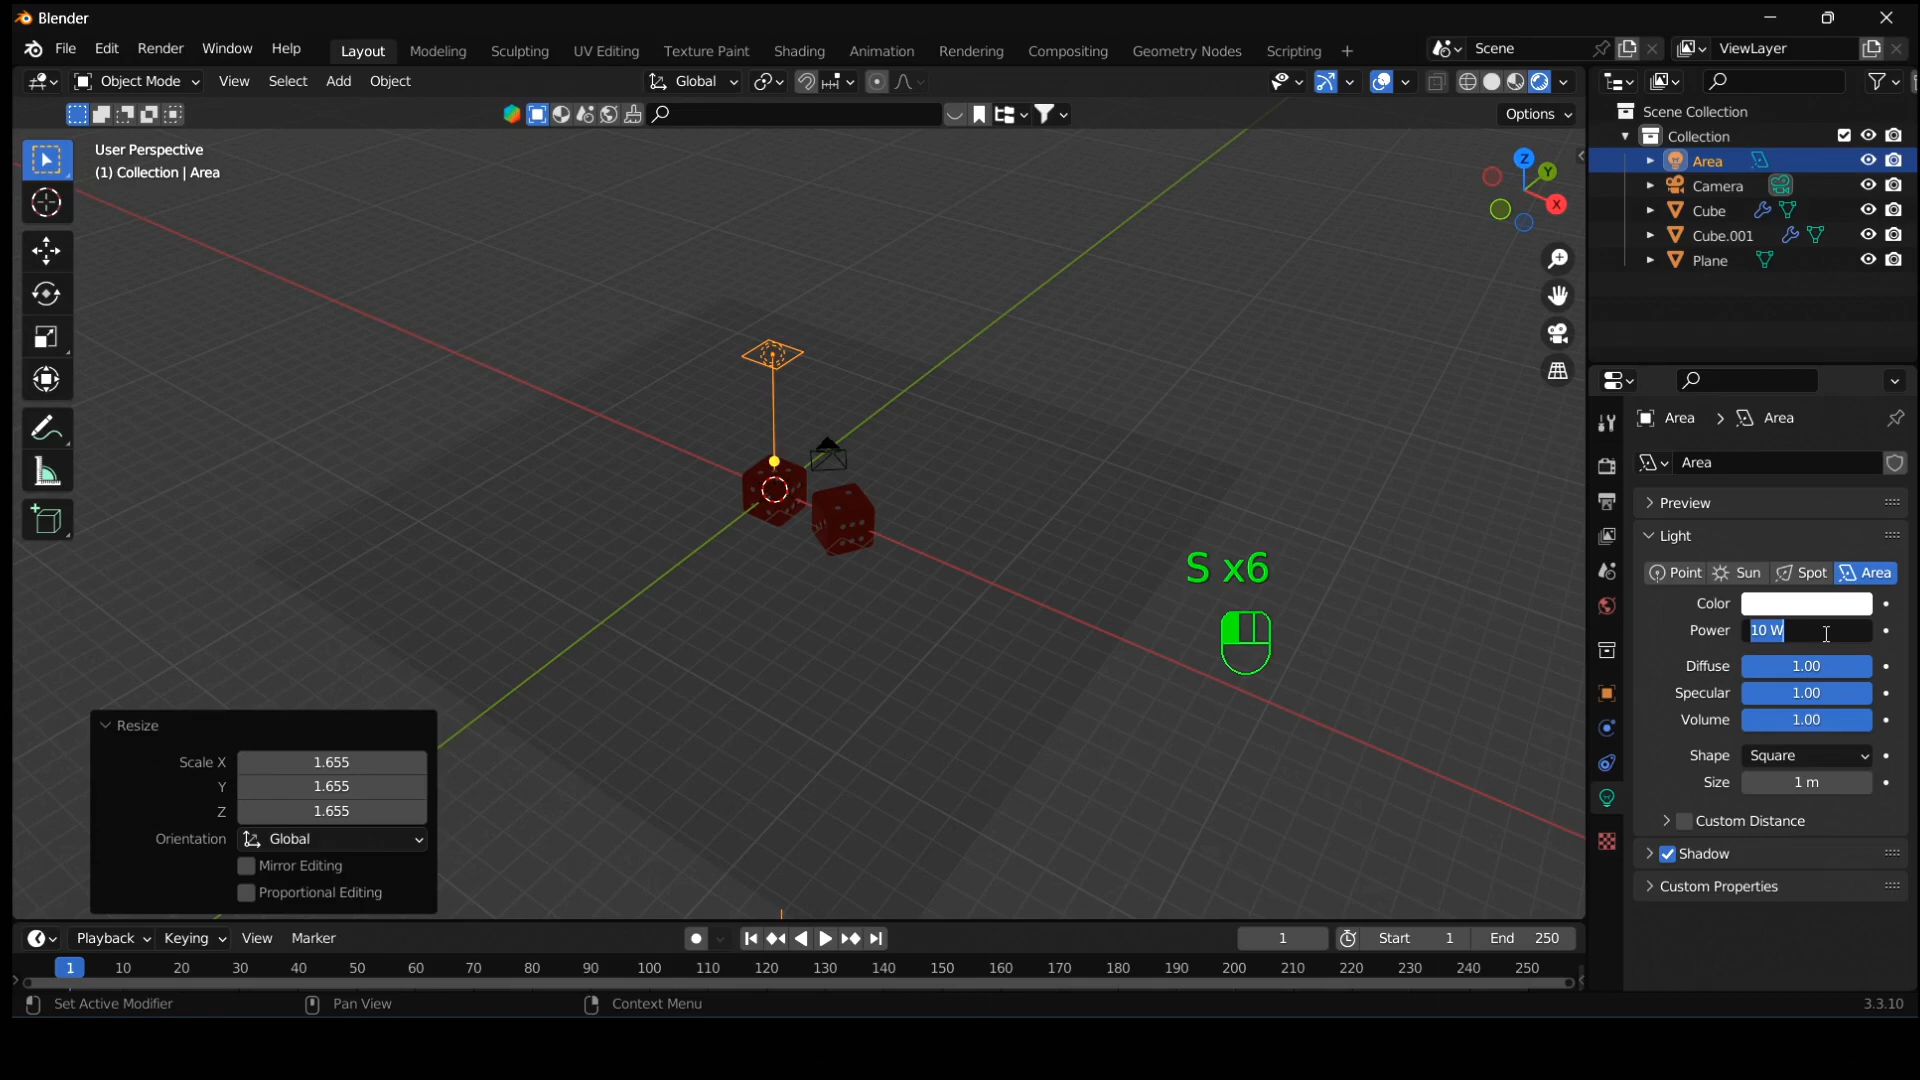 Blender
File Edit Render Window Help Layout Modeling Sculpting UV Editing Texture Paint Shading Animation Rendering Compositing Geometry Nodes Scripting + Scene ViewLayer
Object Mode View Select Add Object Global
Options
User Perspective
(1) Collection | Area
Z
Y
X
Scene Collection
Collection
Area
Camera
Cube
Cube.001
Plane
Area > Area
Area
Preview
Light
Point Sun Spot Area
Color
Power 10 W
Diffuse 1.00
Specular 1.00
Volume 1.00
Shape Square
Size 1 m
Custom Distance
Shadow
Custom Properties
S x6
Resize
Scale X 1.655
Y 1.655
Z 1.655
Orientation Global
Mirror Editing
Proportional Editing
Playback Keying View Marker 1 Start 1 End 250
1 10 20 30 40 50 60 70 80 90 100 110 120 130 140 150 160 170 180 190 200 210 220 230 240 250
Set Active Modifier Pan View Context Menu 3.3.10